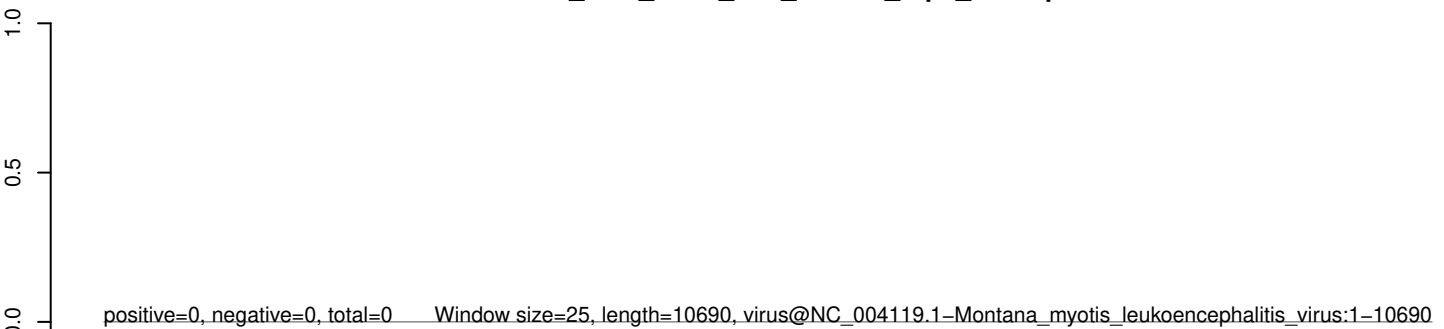 1.0
0.5
0.0
positive=0, negative=0, total=0 Window size=25, length=10690, virus@NC_004119.1−Montana_myotis_leukoencephalitis_virus:1−10690